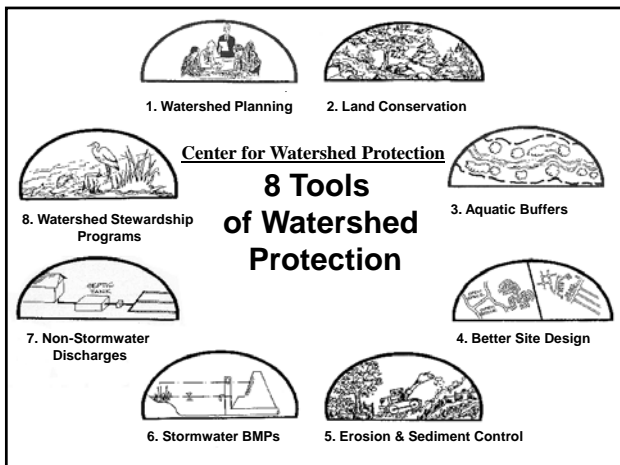 1. Watershed Planning
2. Land Conservation
Center for Watershed Protection
8 Tools
of Watershed
Protection
3. Aquatic Buffers
4. Better Site Design
5. Erosion & Sediment Control
6. Stormwater BMPs
SEPTIC
TANK
7. Non-Stormwater
Discharges
8. Watershed Stewardship
Programs